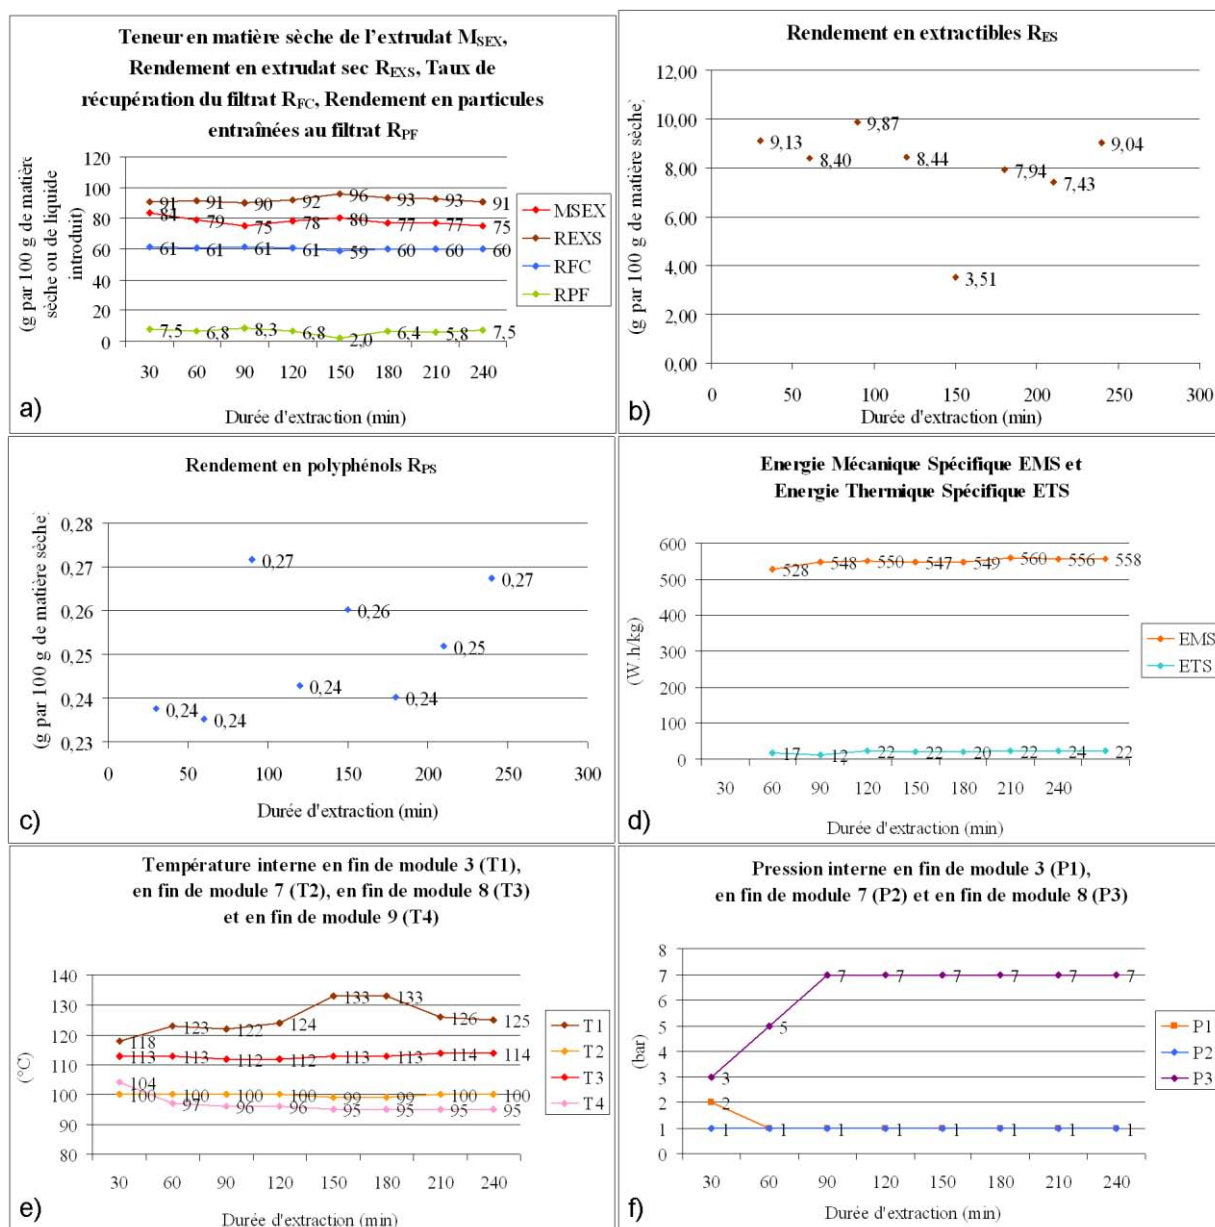 Teneur en matière sèche de l'extrudat MSEX,
Rendement en extrudat sec REXS, Taux de
récupération du filtrat RFC, Rendement en particules
entraînées au filtrat RPF
(g par 100 g de matière
sèche ou de liquide
introduit)
120
100
80
60
40
20
0
91 91 90 92 96 93 93 91
84 79 75 78 80 77 77 75
61 61 61 61 59 60 60 60
7,5 6,8 8,3 6,8 2,0 6,4 5,8 7,5
MSEX
REXS
RFC
RPF
30 60 90 120 150 180 210 240
Durée d'extraction (min)
a)
Rendement en extractibles RES
(g par 100 g de matière sèche)
12,00
10,00
8,00
6,00
4,00
2,00
0,00
9,13 8,40 9,87 8,44 3,51 7,94 7,43 9,04
0 50 100 150 200 250 300
Durée d'extraction (min)
b)
Rendement en polyphénols RPS
(g par 100 g de matière sèche)
0,28
0,27
0,26
0,25
0,24
0,23
0,24 0,24 0,27 0,24 0,26 0,24 0,25 0,27
0 50 100 150 200 250 300
Durée d'extraction (min)
c)
Energie Mécanique Spécifique EMS et
Energie Thermique Spécifique ETS
(W.h/kg)
600
500
400
300
200
100
0
528 548 550 547 549 560 556 558
17 12 22 22 20 22 24 22
EMS
ETS
30 60 90 120 150 180 210 240
Durée d'extraction (min)
d)
Température interne en fin de module 3 (T1),
en fin de module 7 (T2), en fin de module 8 (T3)
et en fin de module 9 (T4)
(°C)
140
130
120
110
100
90
80
118 123 122 124 133 133 126 125
113 113 112 112 113 113 114 114
104 97 96 96 95 95 95 95
100 100 100 100 99 99 100 100
T1
T2
T3
T4
30 60 90 120 150 180 210 240
Durée d'extraction (min)
e)
Pression interne en fin de module 3 (P1),
en fin de module 7 (P2) et en fin de module 8 (P3)
(bar)
8
7
6
5
4
3
2
1
0
3 5 7 7 7 7 7 7
2
1 1 1 1 1 1 1 1
P1
P2
P3
30 60 90 120 150 180 210 240
Durée d'extraction (min)
f)